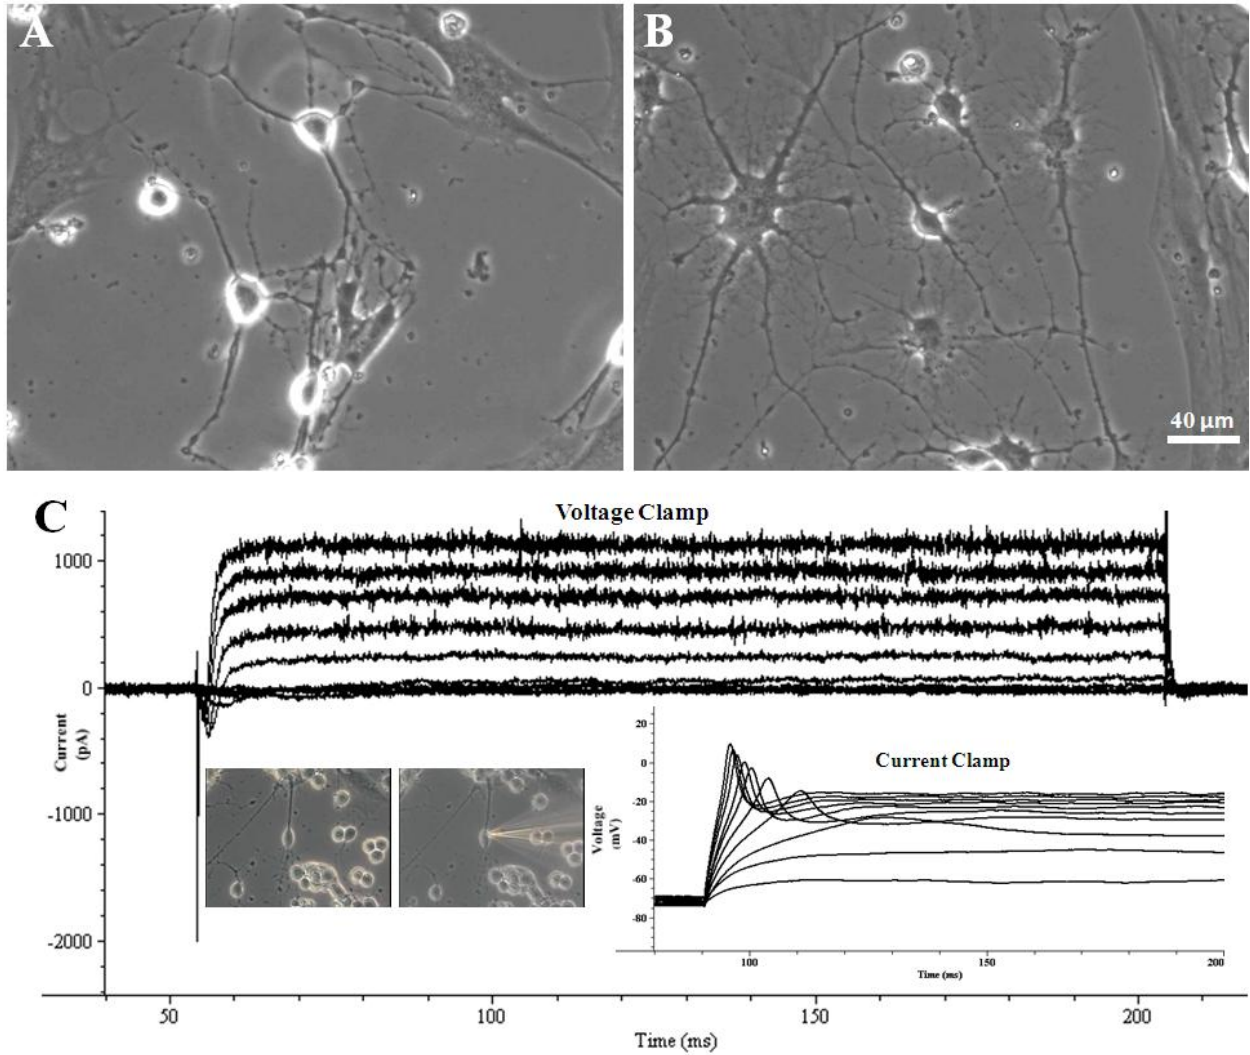 A
B
40 μm
C
Voltage Clamp
1000
0
-1000
-2000
Current
(pA)
50
100
150
200
Time (ms)
Current Clamp
20
0
-20
-40
-60
-80
Voltage
(mV)
100
150
200
Time (ms)